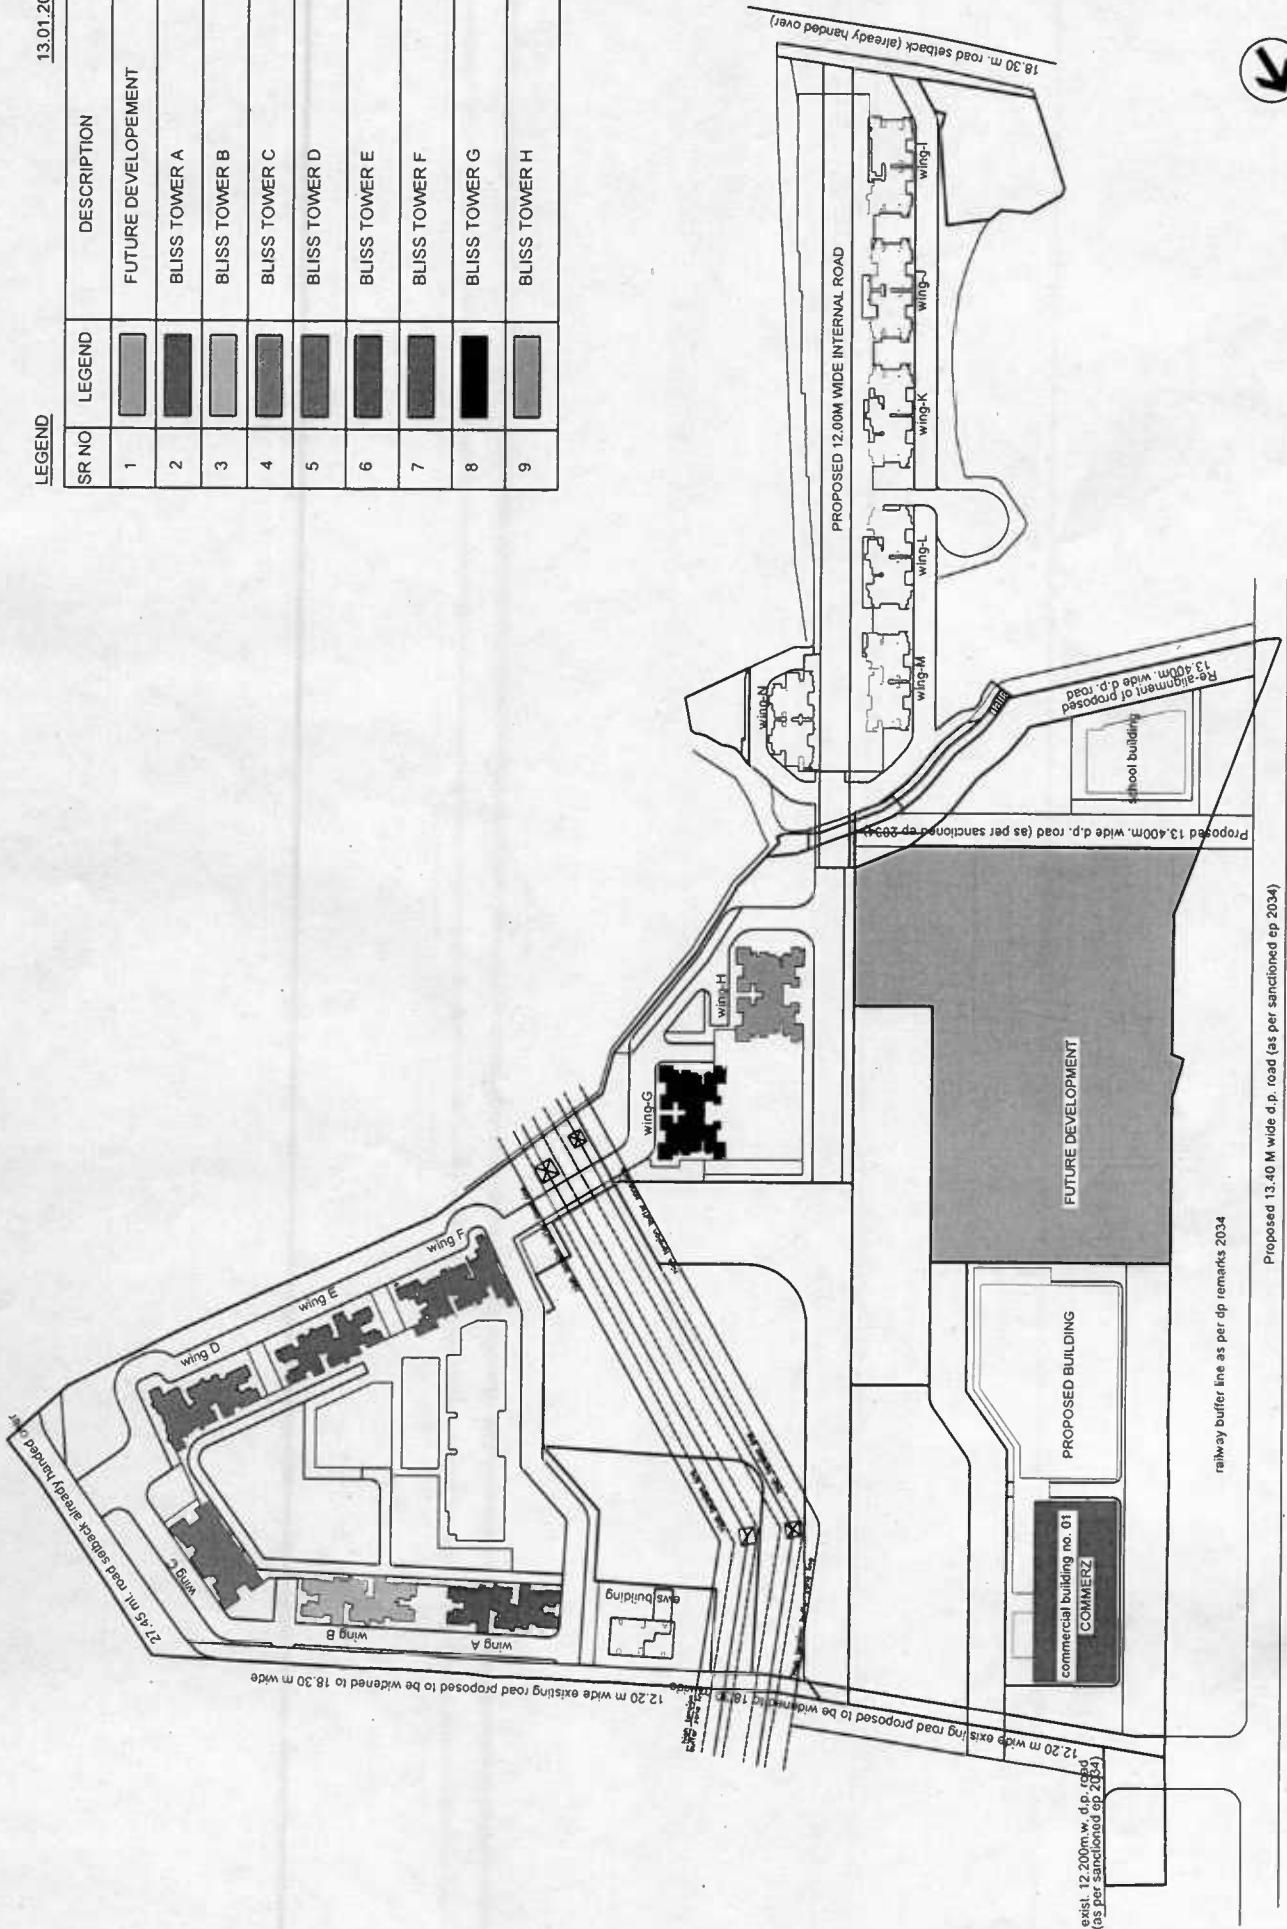 13.01.20
LEGEND
SR NO LEGEND DESCRIPTION
1 FUTURE DEVELOPEMENT
2 BLISS TOWER A
3 BLISS TOWER B
4 BLISS TOWER C
5 BLISS TOWER D
6 BLISS TOWER E
7 BLISS TOWER F
8 BLISS TOWER G
9 BLISS TOWER H
18.30 m. road setback (already handed over)
PROPOSED 12.00M WIDE INTERNAL ROAD
wing-I
wing-J
wing-K
wing-L
wing-M
wing-N
Re-alignment of proposed
13.400m. wide d.p. road
school building
Proposed 13.400m. wide d.p. road (as per sanctioned ep 2034)
wing-H
wing-G
FUTURE DEVELOPMENT
wing F
wing E
wing D
wing C
wing B
wing A
ews building
27.45 mt. road setback already handed over
12.20 m wide existing road proposed to be widened to 18.30 m wide
12.20 m wide existing road proposed to be widened to 18.30 m wide
PROPOSED BUILDING
commercial building no. 01
COMMERZ
railway buffer line as per dp remarks 2034
Proposed 13.40 M wide d.p. road (as per sanctioned ep 2034)
exist. 12.200m.w. d.p. road
(as per sanctioned ep 2034)